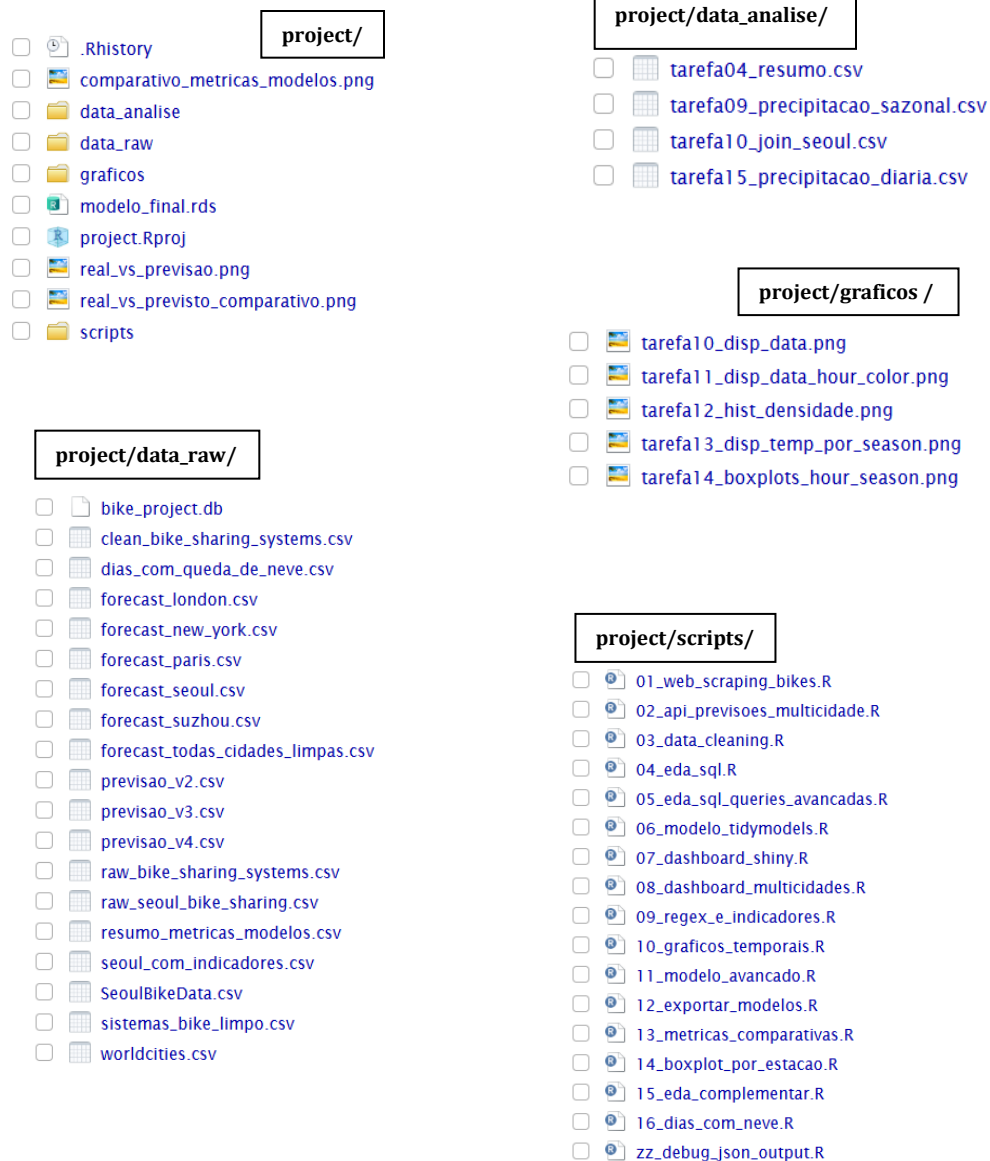 project/
.Rhistory
comparativo_metricas_modelos.png
data_analise
data_raw
graficos
modelo_final.rds
project.Rproj
real_vs_previsao.png
real_vs_previsto_comparativo.png
scripts
project/data_analise/
tarefa04_resumo.csv
tarefa09_precipitacao_sazonal.csv
tarefa10_join_seoul.csv
tarefa15_precipitacao_diaria.csv
project/graficos /
tarefa10_disp_data.png
tarefa11_disp_data_hour_color.png
tarefa12_hist_densidade.png
tarefa13_disp_temp_por_season.png
tarefa14_boxplots_hour_season.png
project/data_raw/
bike_project.db
clean_bike_sharing_systems.csv
dias_com_queda_de_neve.csv
forecast_london.csv
forecast_new_york.csv
forecast_paris.csv
forecast_seoul.csv
forecast_suzhou.csv
forecast_todas_cidades_limpas.csv
previsao_v2.csv
previsao_v3.csv
previsao_v4.csv
raw_bike_sharing_systems.csv
raw_seoul_bike_sharing.csv
resumo_metricas_modelos.csv
seoul_com_indicadores.csv
SeoulBikeData.csv
sistemas_bike_limpo.csv
worldcities.csv
project/scripts/
01_web_scraping_bikes.R
02_api_previsoes_multicidade.R
03_data_cleaning.R
04_eda_sql.R
05_eda_sql_queries_avancadas.R
06_modelo_tidymodels.R
07_dashboard_shiny.R
08_dashboard_multicidades.R
09_regex_e_indicadores.R
10_graficos_temporais.R
11_modelo_avancado.R
12_exportar_modelos.R
13_metricas_comparativas.R
14_boxplot_por_estacao.R
15_eda_complementar.R
16_dias_com_neve.R
zz_debug_json_output.R